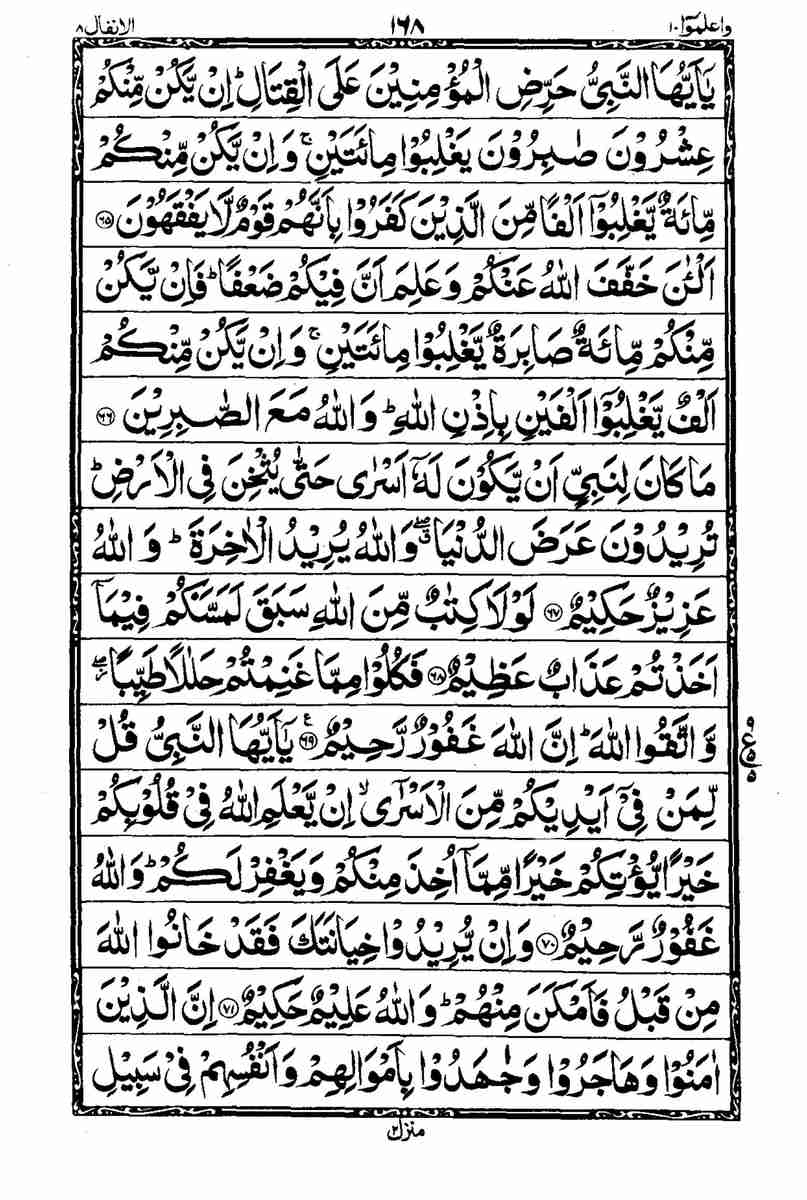 واعلموٓا ١٠ ١٦٨ الانفال ٨
يٰۤاَيُّهَا النَّبِىُّ حَرِّضِ الْمُؤْمِنِيْنَ عَلَى الْقِتَالِ ؕ اِنْ يَّكُنْ مِّنْكُمْ
عِشْرُوْنَ صٰبِرُوْنَ يَغْلِبُوْا مِائَتَيْنِ ۚ وَاِنْ يَّكُنْ مِّنْكُمْ
مِّائَةٌ يَّغْلِبُوْۤا اَلْفًا مِّنَ الَّذِيْنَ كَفَرُوْا بِاَنَّهُمْ قَوْمٌ لَّا يَفْقَهُوْنَ ٦٥
اَلْئٰنَ خَفَّفَ اللّٰهُ عَنْكُمْ وَعَلِمَ اَنَّ فِيْكُمْ ضَعْفًا ؕ فَاِنْ يَّكُنْ
مِّنْكُمْ مِّائَةٌ صَابِرَةٌ يَّغْلِبُوْا مِائَتَيْنِ ۚ وَاِنْ يَّكُنْ مِّنْكُمْ
اَلْفٌ يَّغْلِبُوْۤا اَلْفَيْنِ بِاِذْنِ اللّٰهِ ؕ وَاللّٰهُ مَعَ الصّٰبِرِيْنَ ٦٦
مَا كَانَ لِنَبِىٍّ اَنْ يَّكُوْنَ لَهٗۤ اَسْرٰى حَتّٰى يُثْخِنَ فِى الْاَرْضِ ؕ
تُرِيْدُوْنَ عَرَضَ الدُّنْيَا ۖق وَاللّٰهُ يُرِيْدُ الْاٰخِرَةَ ؕ وَاللّٰهُ
عَزِيْزٌ حَكِيْمٌ ٦٧ لَوْلَا كِتٰبٌ مِّنَ اللّٰهِ سَبَقَ لَمَسَّكُمْ فِيْمَاۤ
اَخَذْتُمْ عَذَابٌ عَظِيْمٌ ٦٨ فَكُلُوْا مِمَّا غَنِمْتُمْ حَلٰلًا طَيِّبًا ۖز
وَّاتَّقُوا اللّٰهَ ؕ اِنَّ اللّٰهَ غَفُوْرٌ رَّحِيْمٌ ٦٩ ع يٰۤاَيُّهَا النَّبِىُّ قُلْ
لِّمَنْ فِىْۤ اَيْدِيْكُمْ مِّنَ الْاَسْرٰٓى ۙ اِنْ يَّعْلَمِ اللّٰهُ فِىْ قُلُوْبِكُمْ
خَيْرًا يُّؤْتِكُمْ خَيْرًا مِّمَّاۤ اُخِذَ مِنْكُمْ وَيَغْفِرْ لَكُمْ ؕ وَاللّٰهُ
غَفُوْرٌ رَّحِيْمٌ ٧٠ وَاِنْ يُّرِيْدُوْا خِيَانَتَكَ فَقَدْ خَانُوا اللّٰهَ
مِنْ قَبْلُ فَاَمْكَنَ مِنْهُمْ ؕ وَاللّٰهُ عَلِيْمٌ حَكِيْمٌ ٧١ اِنَّ الَّذِيْنَ
اٰمَنُوْا وَهَاجَرُوْا وَجٰهَدُوْا بِاَمْوَالِهِمْ وَاَنْفُسِهِمْ فِىْ سَبِيْلِ
منزل ٢